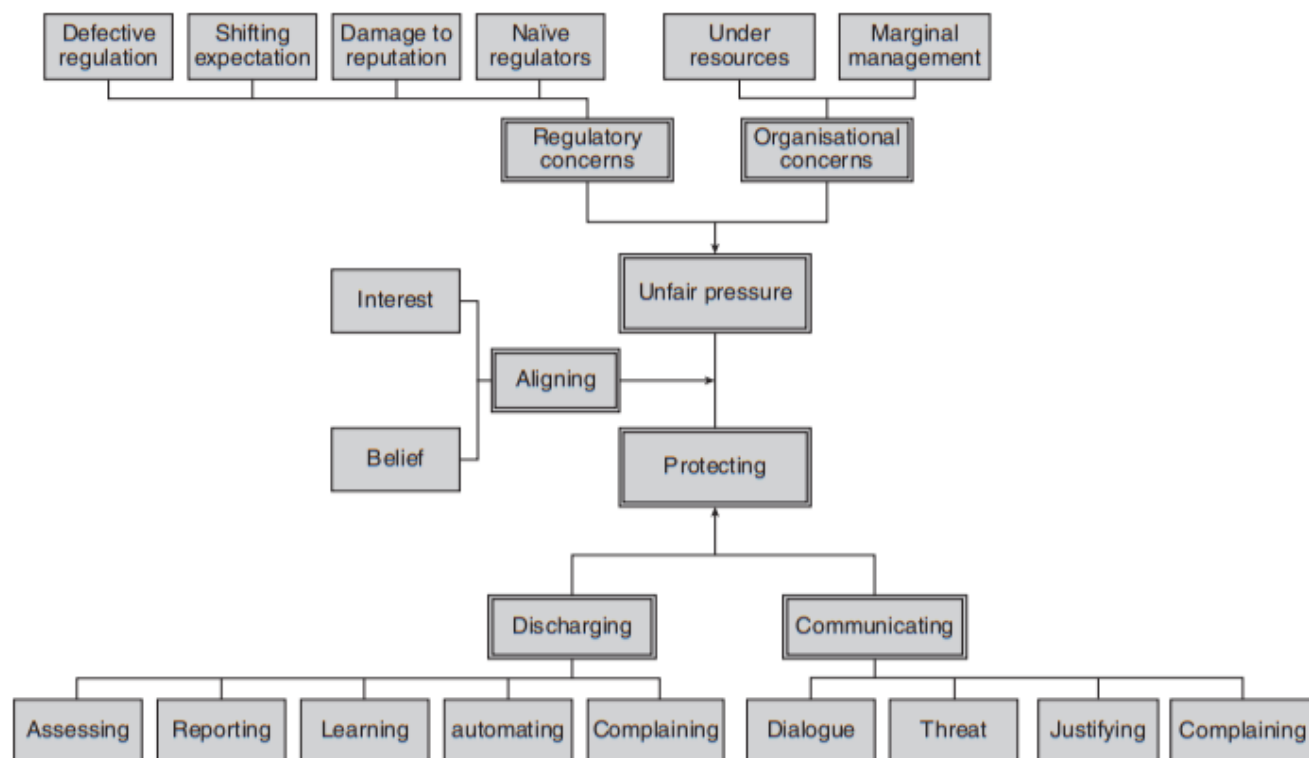 Defective
regulation
Shifting
expectation
Damage to
reputation
Naïve
regulators
Under
resources
Marginal
management
Regulatory
concerns
Organisational
concerns
Unfair pressure
Interest
Aligning
Belief
Protecting
Discharging
Communicating
Assessing
Reporting
Learning
automating
Complaining
Dialogue
Threat
Justifying
Complaining